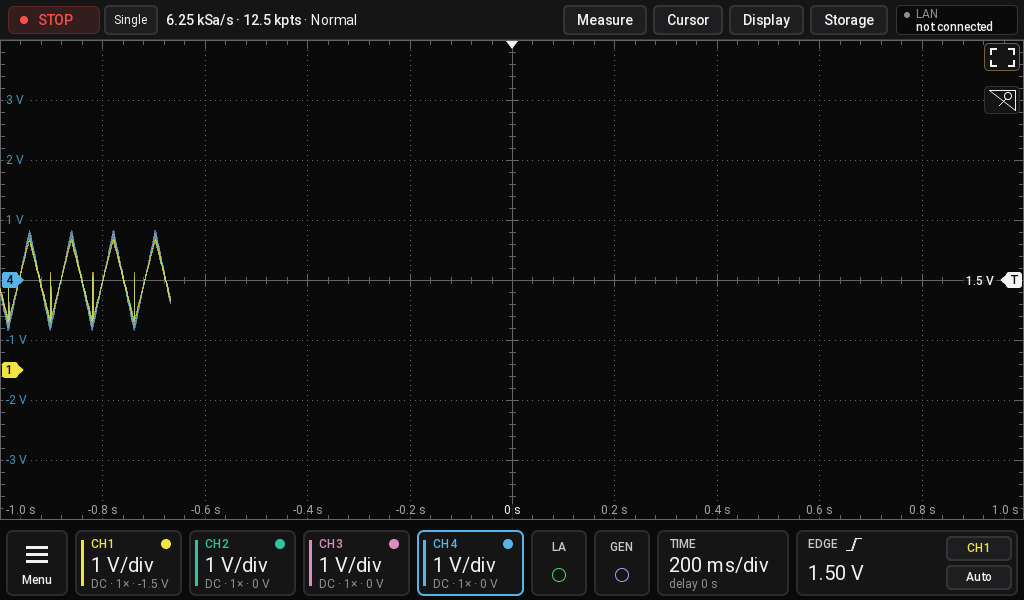 STOP
Single
6.25 kSa/s · 12.5 kpts · Normal
Measure
Cursor
Display
Storage
LAN
not connected
3 V
2 V
1 V
4
1.5 V
T
-1 V
1
-2 V
-3 V
-1.0 s
-0.8 s
-0.6 s
-0.4 s
-0.2 s
0 s
0.2 s
0.4 s
0.6 s
0.8 s
1.0 s
Menu
CH1
1 V/div
DC · 1× · -1.5 V
CH2
1 V/div
DC · 1× · 0 V
CH3
1 V/div
DC · 1× · 0 V
CH4
1 V/div
DC · 1× · 0 V
LA
GEN
TIME
200 ms/div
delay 0 s
EDGE
1.50 V
CH1
Auto